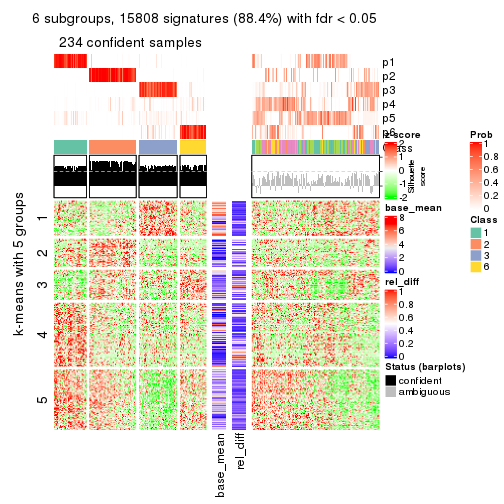 6 subgroups, 15808 signatures (88.4%) with fdr < 0.05
234 confident samples
p1
p2
p3
p4
p5
p6
Class
Silhouette
score
1
2
3
4
5
k-means with 5 groups
base_mean
rel_diff
z-score
2
1
0
-1
-2
base_mean
8
6
4
2
0
rel_diff
1
0.8
0.6
0.4
0.2
0
Status (barplots)
confident
ambiguous
Prob
1
0.8
0.6
0.4
0.2
0
Class
1
2
3
6